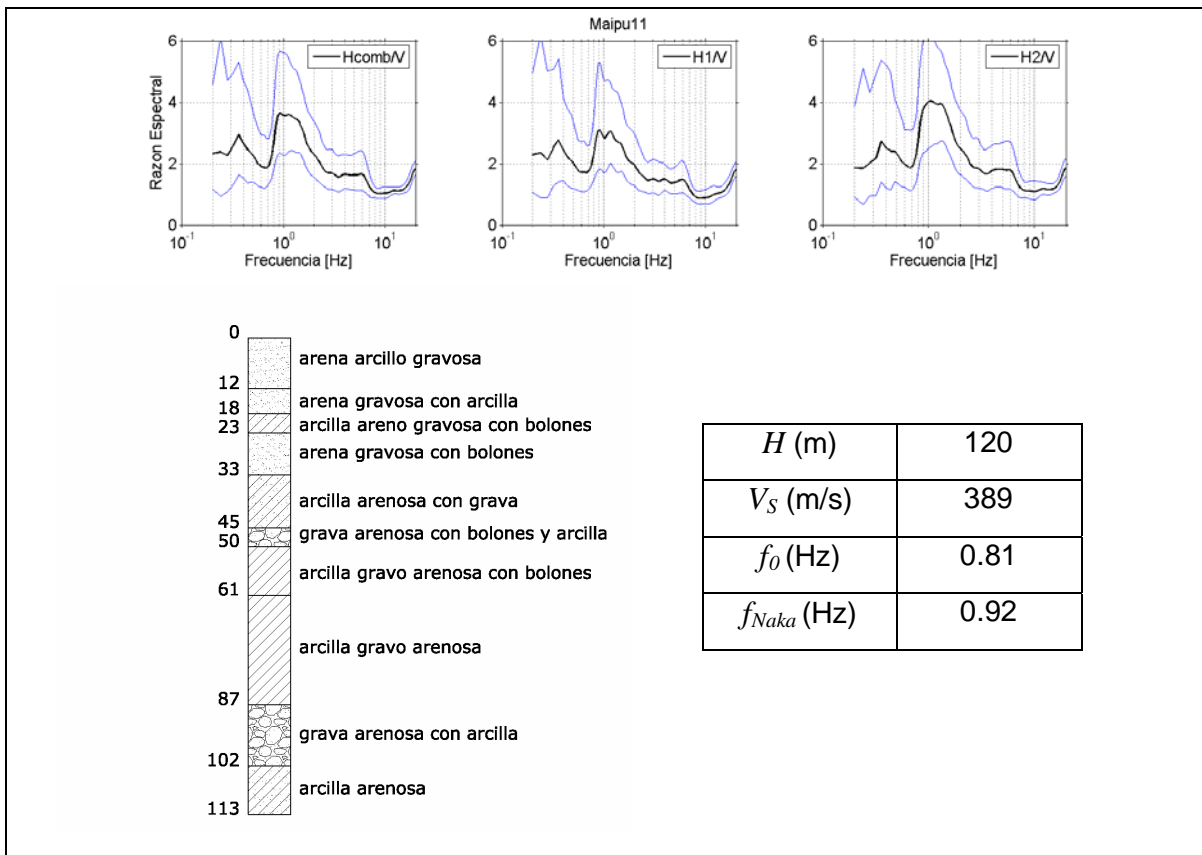 Maipu11
6
4
2
0
Razon Espectral
Hcomb/V
10^-1
10^0
10^1
Frecuencia [Hz]
6
4
2
0
H1/V
10^-1
10^0
10^1
Frecuencia [Hz]
6
4
2
0
H2/V
10^-1
10^0
10^1
Frecuencia [Hz]
0
arena arcillo gravosa
12
arena gravosa con arcilla
18
arcilla areno gravosa con bolones
23
arena gravosa con bolones
33
arcilla arenosa con grava
45
grava arenosa con bolones y arcilla
50
arcilla gravo arenosa con bolones
61
arcilla gravo arenosa
87
grava arenosa con arcilla
102
arcilla arenosa
113
H (m) 120
V_S (m/s) 389
f_0 (Hz) 0.81
f_Naka (Hz) 0.92